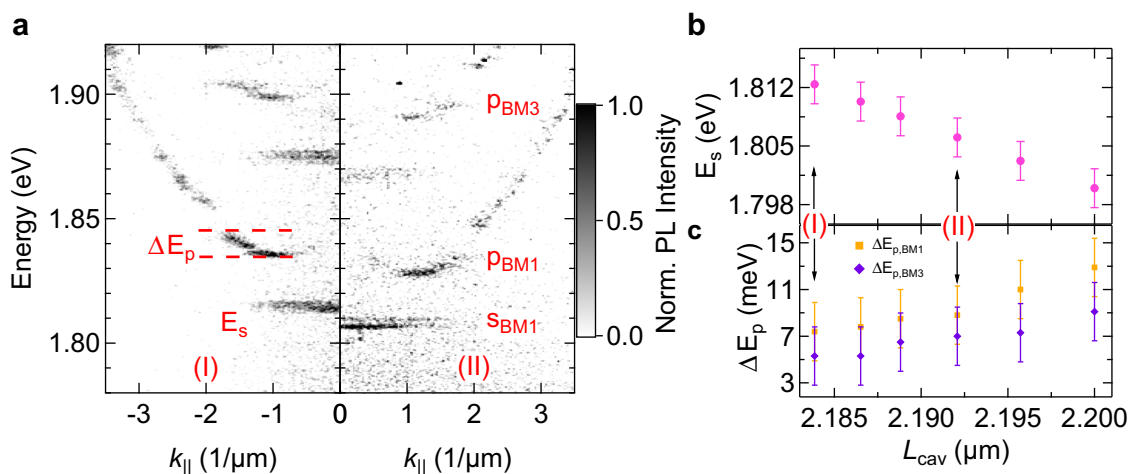 a
Energy (eV)
1.90
1.85
1.80
ΔE_p
E_s
(I)
p_BM3
p_BM1
s_BM1
(II)
-3 -2 -1 0 1 2 3
k_|| (1/µm) k_|| (1/µm)
1.0
0.5
0.0
Norm. PL Intensity
b
E_s (eV)
1.812
1.805
1.798
(I) (II)
c
ΔE_p (meV)
15
11
7
3
ΔE_p,BM1
ΔE_p,BM3
2.185 2.190 2.195 2.200
L_cav (µm)